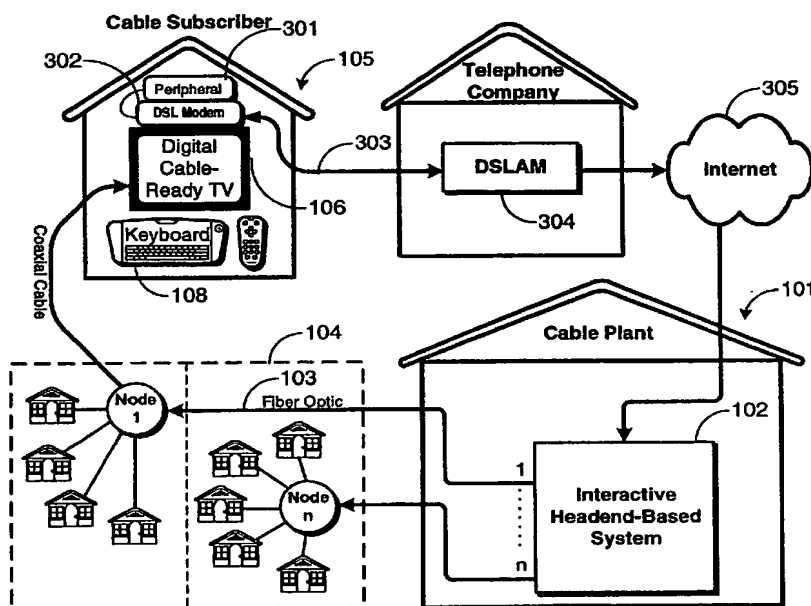 Cable Subscriber
301
302
105
Peripheral
DSL Modem
Digital
Cable-
Ready TV
106
Keyboard
108
303
Telephone
Company
DSLAM
304
305
Internet
Coaxial Cable
101
Cable Plant
104
103
Fiber Optic
102
Node
1
Node
n
1
n
Interactive
Headend-Based
System